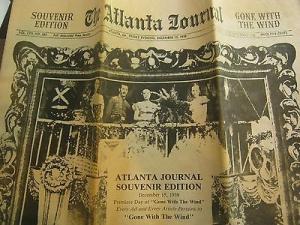 SOUVENIR
EDITION
The Atlanta Journal
GONE WITH
THE WIND
ATLANTA JOURNAL
SOUVENIR EDITION
December 15, 1939
Premiere Day of "Gone With The Wind"
Every Ad and Every Article Pertains to
"Gone With The Wind"